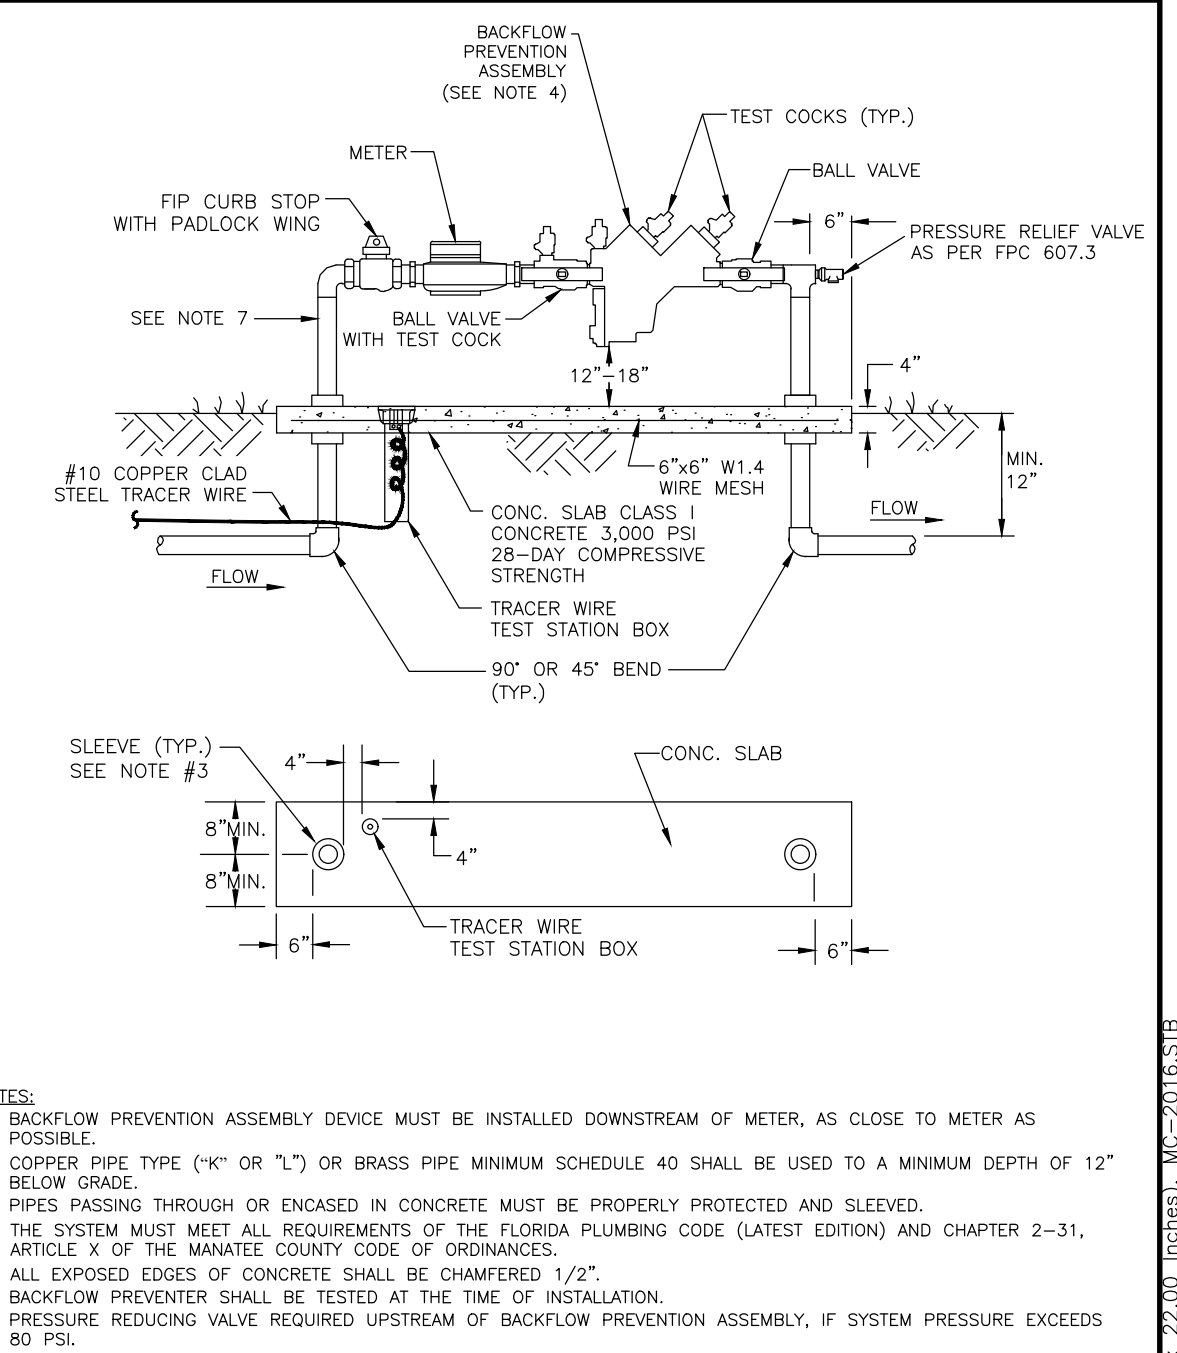 BACKFLOW
PREVENTION
ASSEMBLY
(SEE NOTE 4)
TEST COCKS (TYP.)
METER
BALL VALVE
FIP CURB STOP
WITH PADLOCK WING
6"
PRESSURE RELIEF VALVE
AS PER FPC 607.3
SEE NOTE 7
BALL VALVE
WITH TEST COCK
12"-18"
4"
#10 COPPER CLAD
STEEL TRACER WIRE
6"x6" W1.4
WIRE MESH
MIN.
12"
FLOW
CONC. SLAB CLASS I
CONCRETE 3,000 PSI
28-DAY COMPRESSIVE
STRENGTH
FLOW
TRACER WIRE
TEST STATION BOX
90° OR 45° BEND
(TYP.)
SLEEVE (TYP.)
SEE NOTE #3
4"
CONC. SLAB
8"MIN.
4"
8"MIN.
TRACER WIRE
TEST STATION BOX
6"
6"
TES:
BACKFLOW PREVENTION ASSEMBLY DEVICE MUST BE INSTALLED DOWNSTREAM OF METER, AS CLOSE TO METER AS
POSSIBLE.
COPPER PIPE TYPE (“K” OR "L") OR BRASS PIPE MINIMUM SCHEDULE 40 SHALL BE USED TO A MINIMUM DEPTH OF 12"
BELOW GRADE.
PIPES PASSING THROUGH OR ENCASED IN CONCRETE MUST BE PROPERLY PROTECTED AND SLEEVED.
THE SYSTEM MUST MEET ALL REQUIREMENTS OF THE FLORIDA PLUMBING CODE (LATEST EDITION) AND CHAPTER 2-31,
ARTICLE X OF THE MANATEE COUNTY CODE OF ORDINANCES.
ALL EXPOSED EDGES OF CONCRETE SHALL BE CHAMFERED 1/2".
BACKFLOW PREVENTER SHALL BE TESTED AT THE TIME OF INSTALLATION.
PRESSURE REDUCING VALVE REQUIRED UPSTREAM OF BACKFLOW PREVENTION ASSEMBLY, IF SYSTEM PRESSURE EXCEEDS
80 PSI.
22.00 Inches), MC-2016.STB